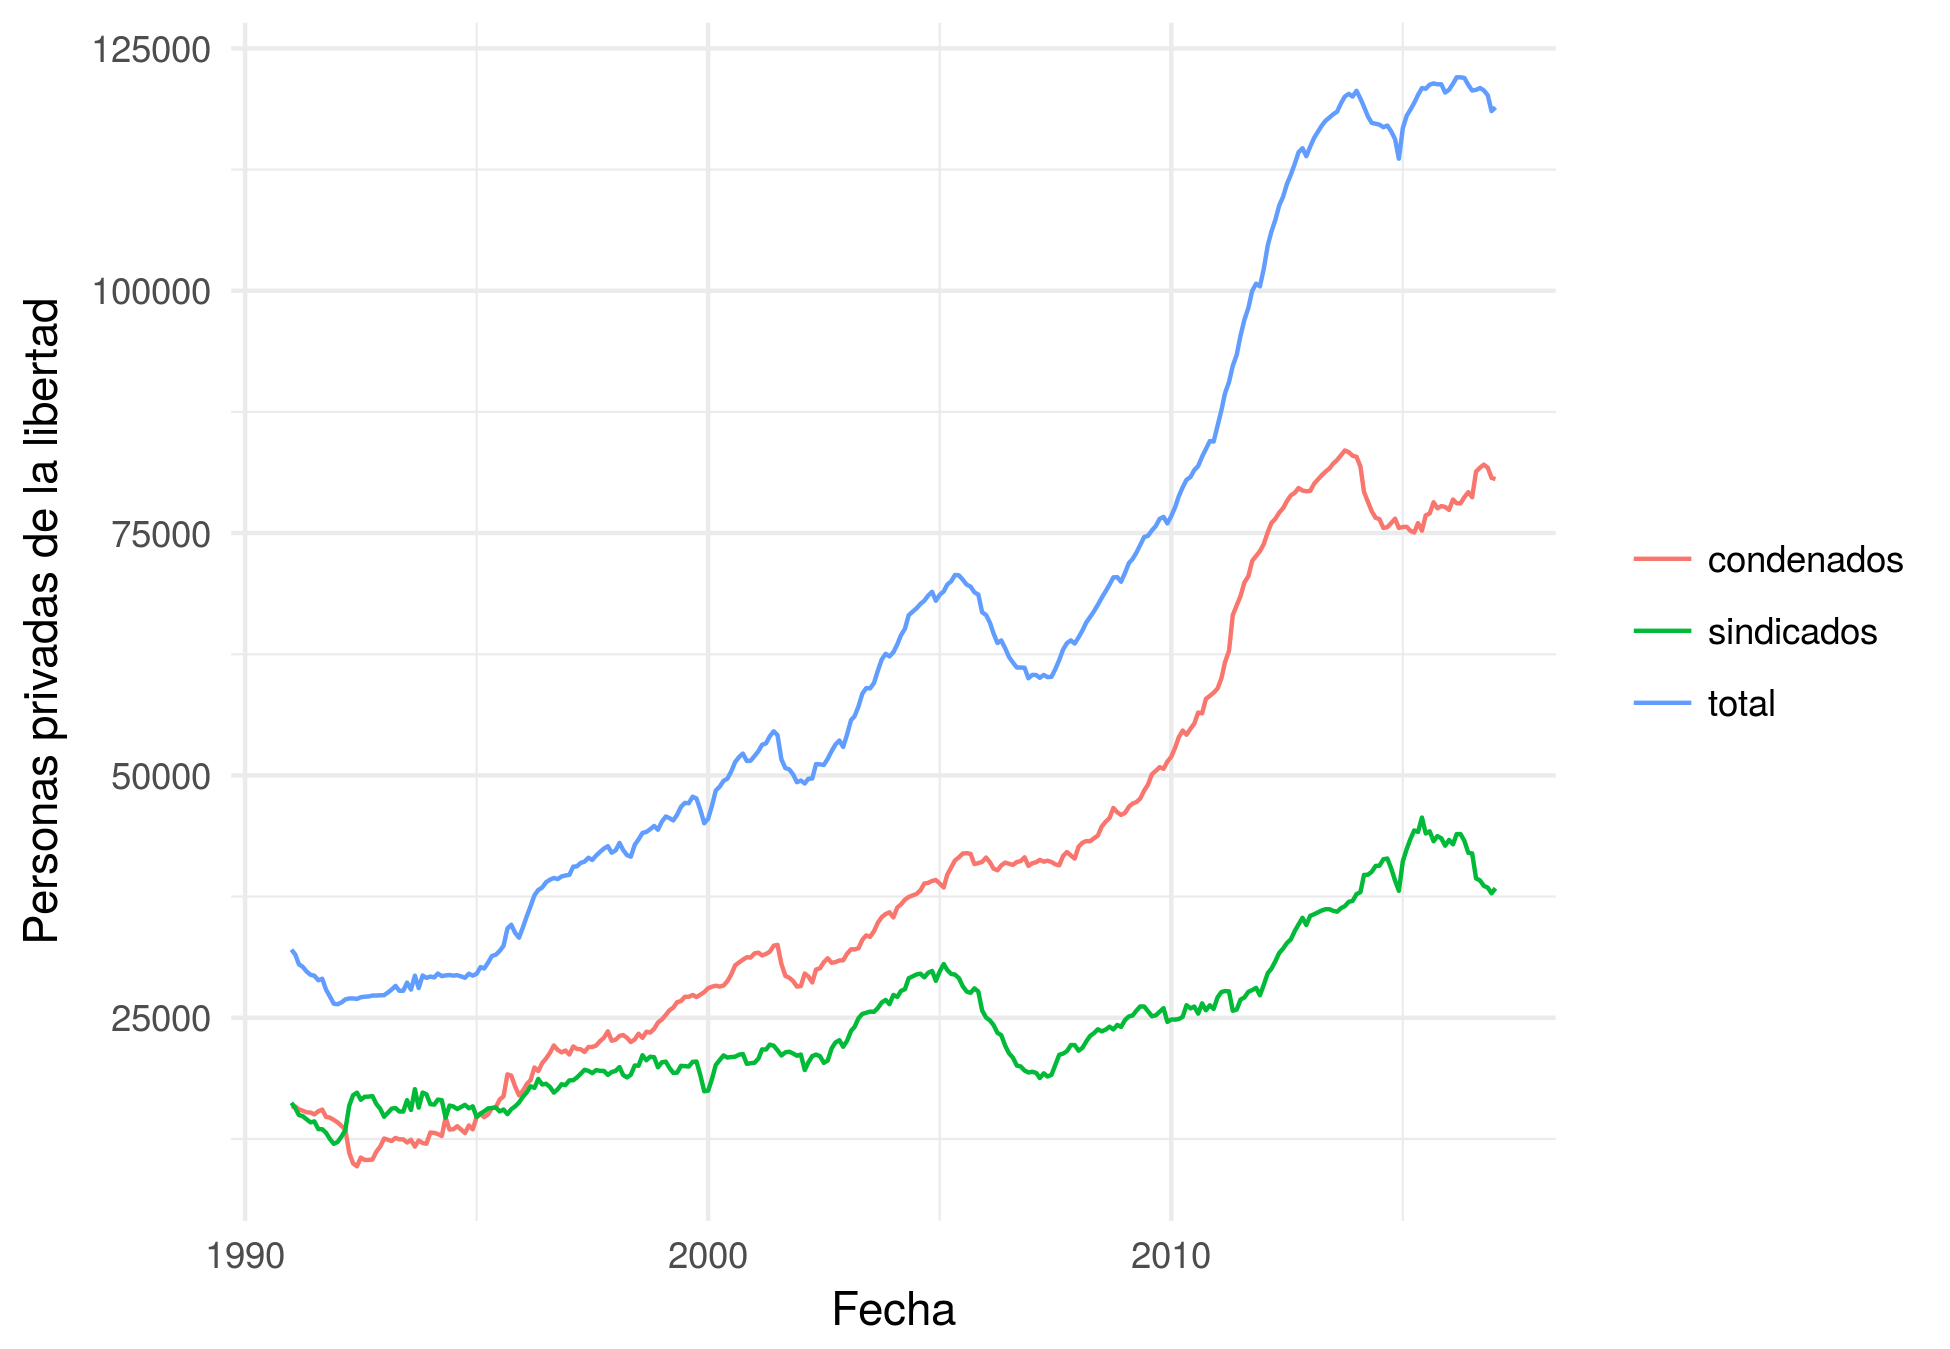 125000
100000
75000
50000
25000
Personas privadas de la libertad
1990
2000
2010
Fecha
condenados
sindicados
total